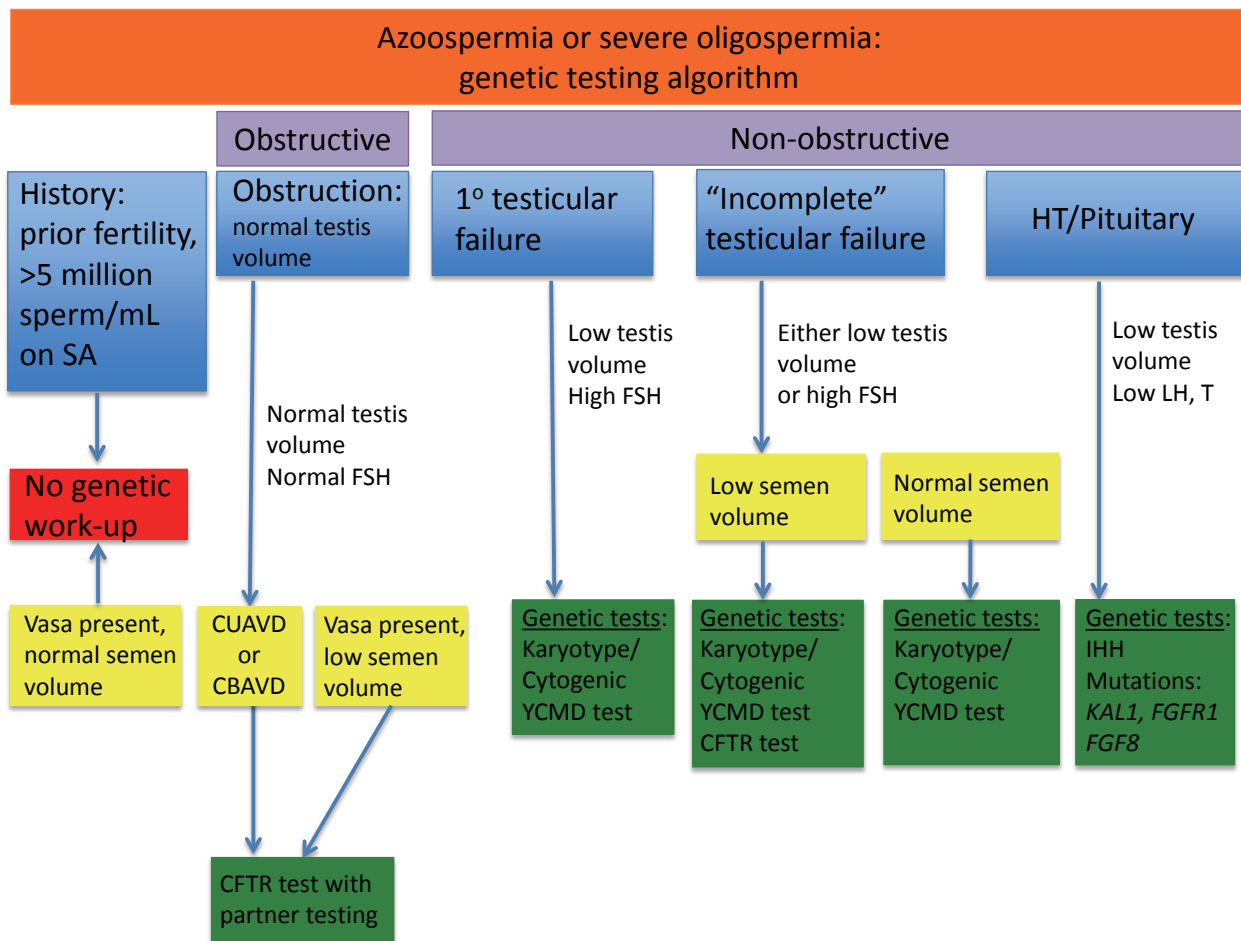 Azoospermia or severe oligospermia:
genetic testing algorithm
Obstructive
Non-obstructive
History:
prior fertility,
>5 million
sperm/mL
on SA
Obstruction:
normal testis
volume
1º testicular
failure
“Incomplete”
testicular failure
HT/Pituitary
Normal testis
volume
Normal FSH
Low testis
volume
High FSH
Either low testis
volume
or high FSH
Low testis
volume
Low LH, T
No genetic
work-up
Low semen
volume
Normal semen
volume
Vasa present,
normal semen
volume
CUAVD
or
CBAVD
Vasa present,
low semen
volume
Genetic tests:
Karyotype/
Cytogenic
YCMD test
Genetic tests:
Karyotype/
Cytogenic
YCMD test
CFTR test
Genetic tests:
Karyotype/
Cytogenic
YCMD test
Genetic tests:
IHH
Mutations:
KAL1, FGFR1
FGF8
CFTR test with
partner testing